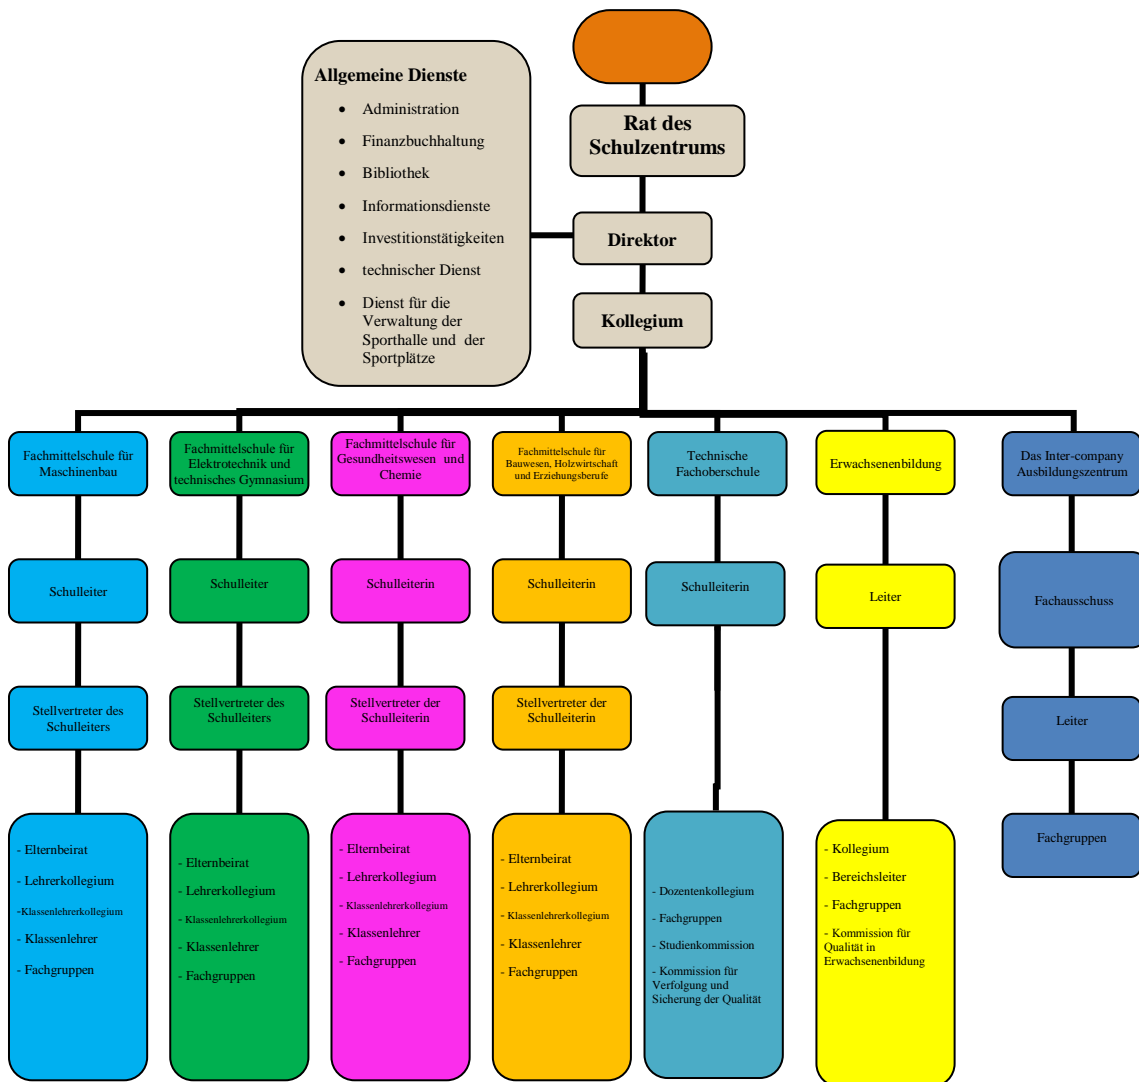 Allgemeine Dienste
• Administration
• Finanzbuchhaltung
• Bibliothek
• Informationsdienste
• Investitionstätigkeiten
• technischer Dienst
• Dienst für die
Verwaltung der
Sporthalle und der
Sportplätze
Rat des
Schulzentrums
Direktor
Kollegium
Fachmittelschule für
Maschinenbau
Fachmittelschule für
Elektrotechnik und
technisches Gymnasium
Fachmittelschule für
Gesundheitswesen und
Chemie
Fachmittelschule für
Bauwesen, Holzwirtschaft
und Erziehungsberufe
Technische
Fachoberschule
Erwachsenenbildung
Das Inter-company
Ausbildungszentrum
Schulleiter
Schulleiter
Schulleiterin
Schulleiterin
Schulleiterin
Leiter
Fachausschuss
Stellvertreter des
Schulleiters
Stellvertreter des
Schulleiters
Stellvertreter der
Schulleiterin
Stellvertreter der
Schulleiterin
Leiter
- Elternbeirat
- Lehrerkollegium
-Klassenlehrerkollegium
- Klassenlehrer
- Fachgruppen
- Elternbeirat
- Lehrerkollegium
- Klassenlehrerkollegium
- Klassenlehrer
- Fachgruppen
- Elternbeirat
- Lehrerkollegium
- Klassenlehrerkollegium
- Klassenlehrer
- Fachgruppen
- Elternbeirat
- Lehrerkollegium
- Klassenlehrerkollegium
- Klassenlehrer
- Fachgruppen
- Dozentenkollegium
- Fachgruppen
- Studienkommission
- Kommission für
Verfolgung und
Sicherung der Qualität
- Kollegium
- Bereichsleiter
- Fachgruppen
- Kommission für
Qualität in
Erwachsenenbildung
Fachgruppen